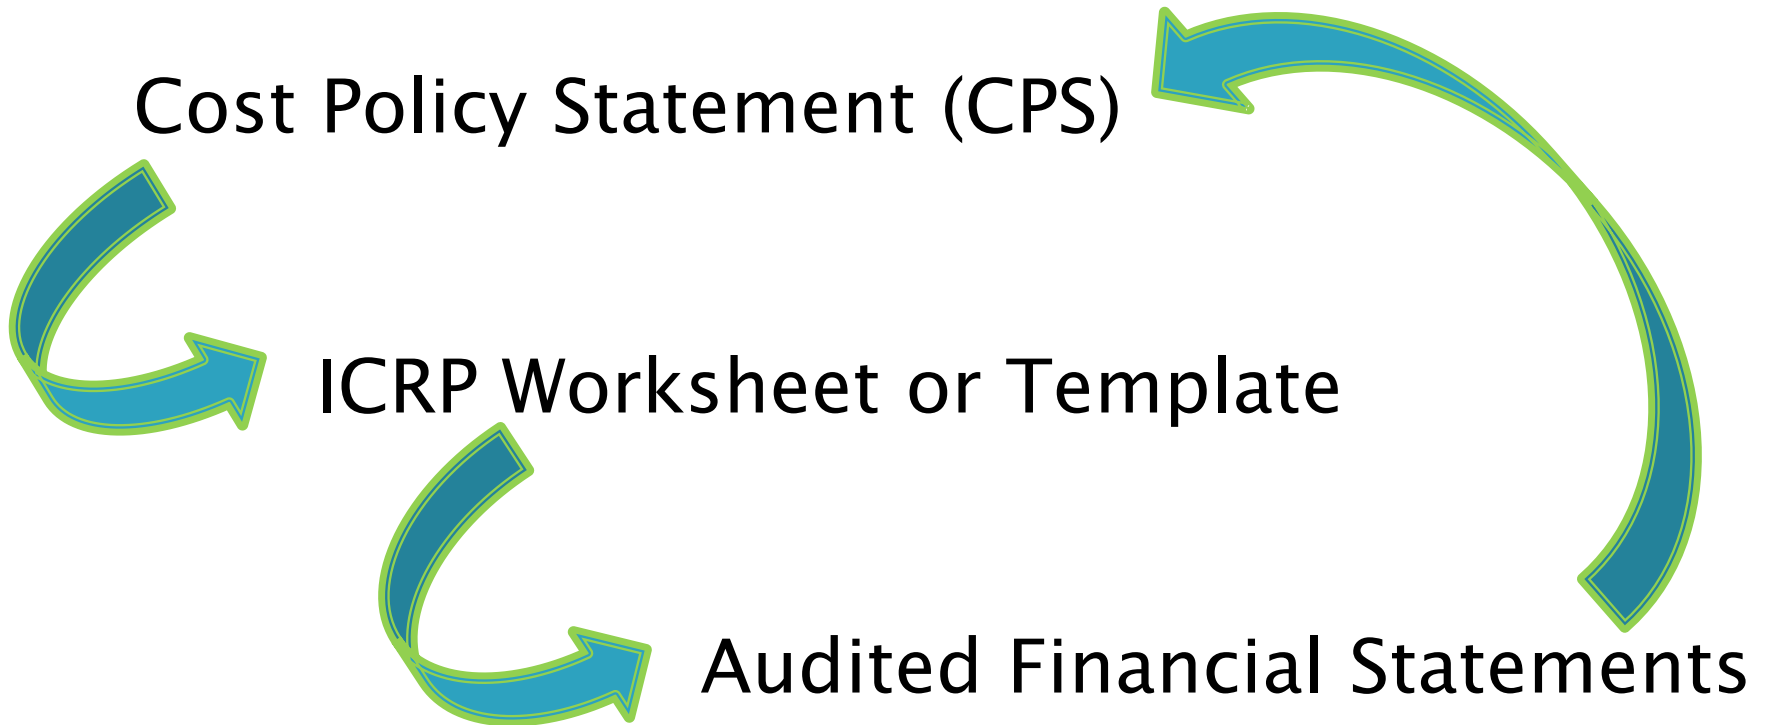 Cost Policy Statement (CPS)
ICRP Worksheet or Template
Audited Financial Statements